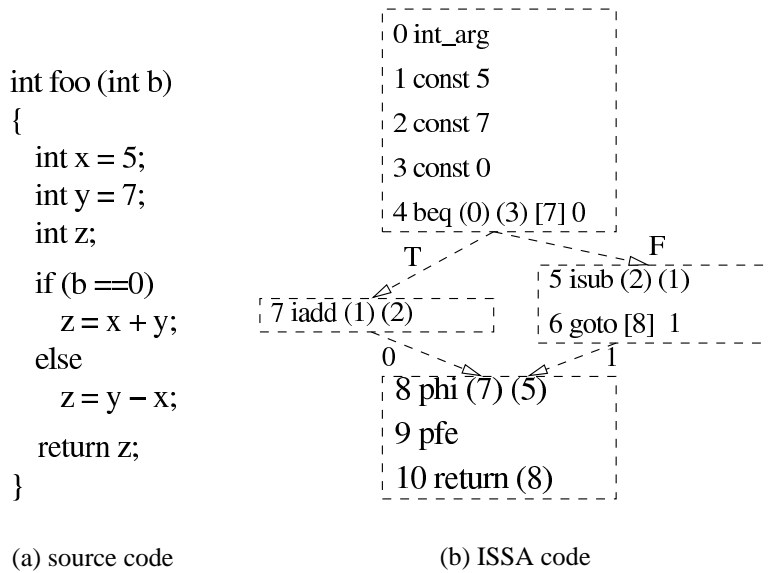 int foo (int b)
{
int x = 5;
int y = 7;
int z;
if (b ==0)
z = x + y;
else
z = y − x;
return z;
}
(a) source code
0 int_arg
1 const 5
2 const 7
3 const 0
4 beq (0) (3) [7] 0
T
F
7 iadd (1) (2)
5 isub (2) (1)
6 goto [8] 1
0
1
8 phi (7) (5)
9 pfe
10 return (8)
(b) ISSA code